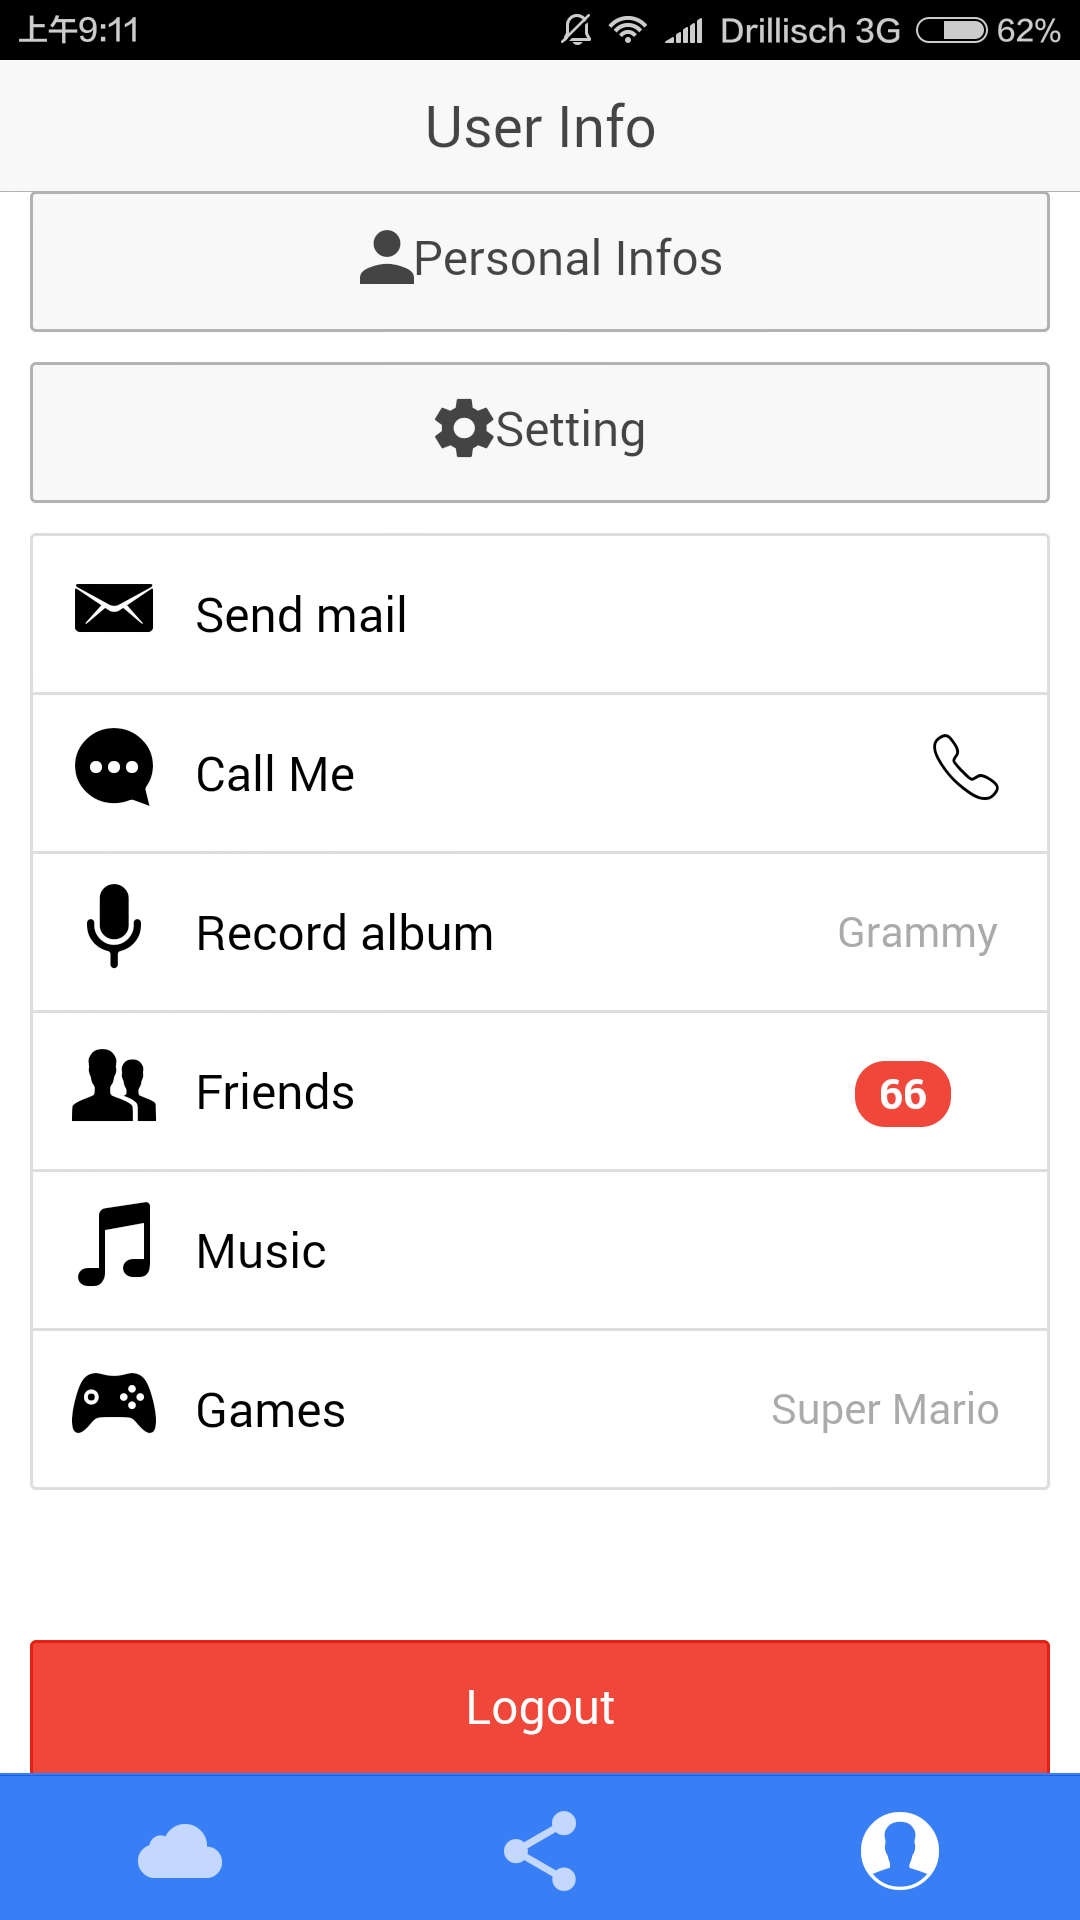 上午9:11 Drillisch 3G 62%
User Info
Personal Infos
Setting
Send mail
Call Me
Record album Grammy
Friends 66
Music
Games Super Mario
Logout